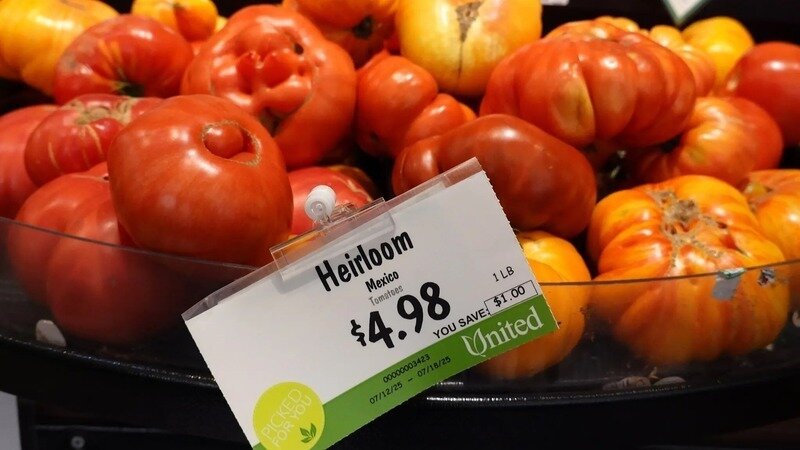 Heirloom
Mexico
Tomatoes
1 LB
$4.98
YOU SAVE: $1.00
United
00000003423
07/12/25 - 07/18/25
PICKED
FOR YOU